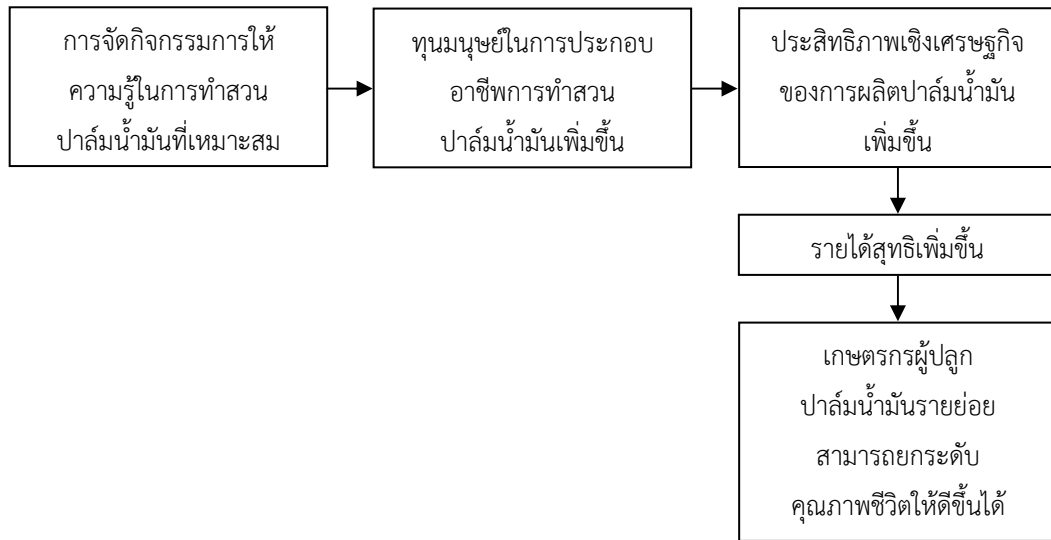 การจัดกิจกรรมการให้
ความรู้ในการทำสวน
ปาล์มน้ำมันที่เหมาะสม
ทุนมนุษย์ในการประกอบ
อาชีพการทำสวน
ปาล์มน้ำมันเพิ่มขึ้น
ประสิทธิภาพเชิงเศรษฐกิจ
ของการผลิตปาล์มน้ำมัน
เพิ่มขึ้น
รายได้สุทธิเพิ่มขึ้น
เกษตรกรผู้ปลูก
ปาล์มน้ำมันรายย่อย
สามารถยกระดับ
คุณภาพชีวิตให้ดีขึ้นได้